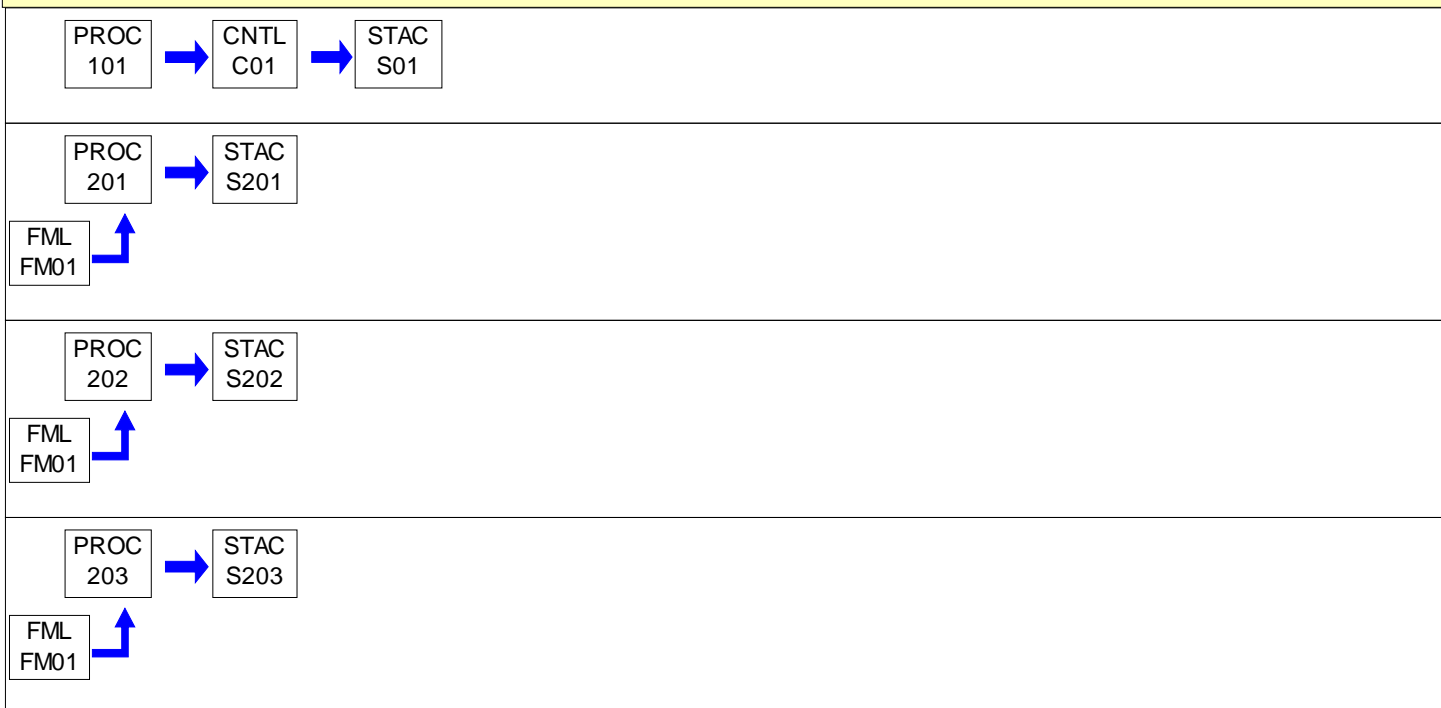 PROC
101
CNTL
C01
STAC
S01
PROC
201
STAC
S201
FML
FM01
PROC
202
STAC
S202
FML
FM01
PROC
203
STAC
S203
FML
FM01